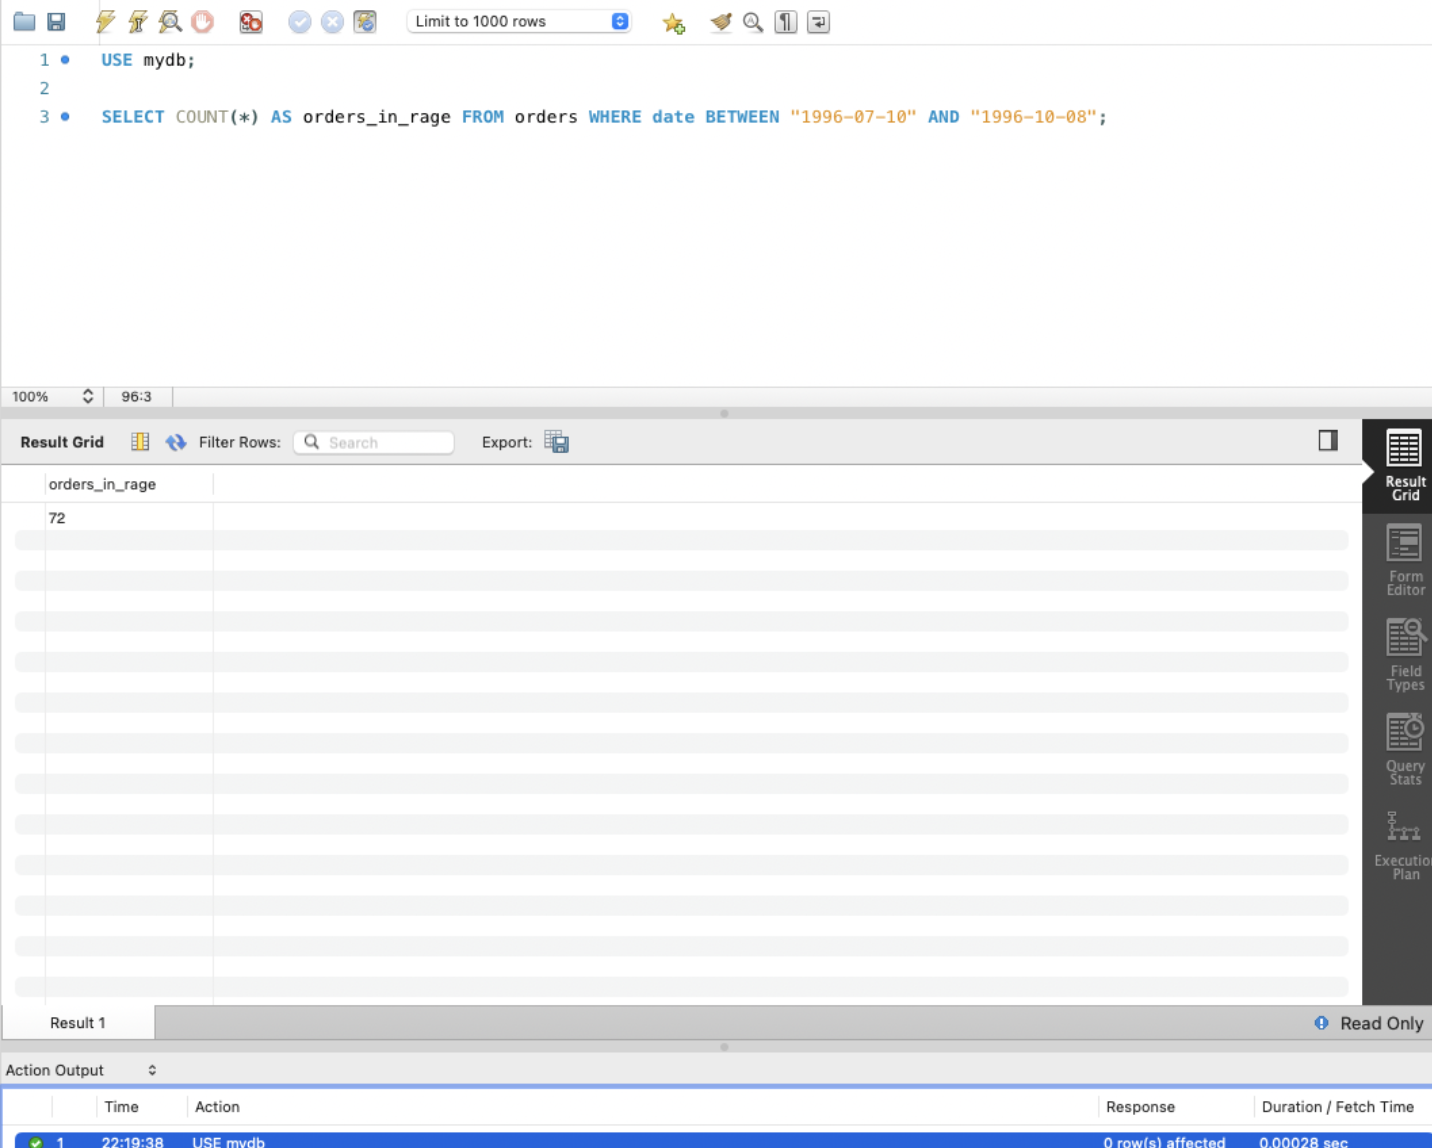 Limit to 1000 rows
1 USE mydb;
2
3 SELECT COUNT(*) AS orders_in_rage FROM orders WHERE date BETWEEN "1996-07-10" AND "1996-10-08";
100% 96:3
Result Grid Filter Rows: Search Export:
orders_in_rage
72
Result Grid
Form Editor
Field Types
Query Stats
Executio Plan
Result 1 Read Only
Action Output
Time Action Response Duration / Fetch Time
1 22:19:38 USE mydb 0 row(s) affected 0.00028 sec